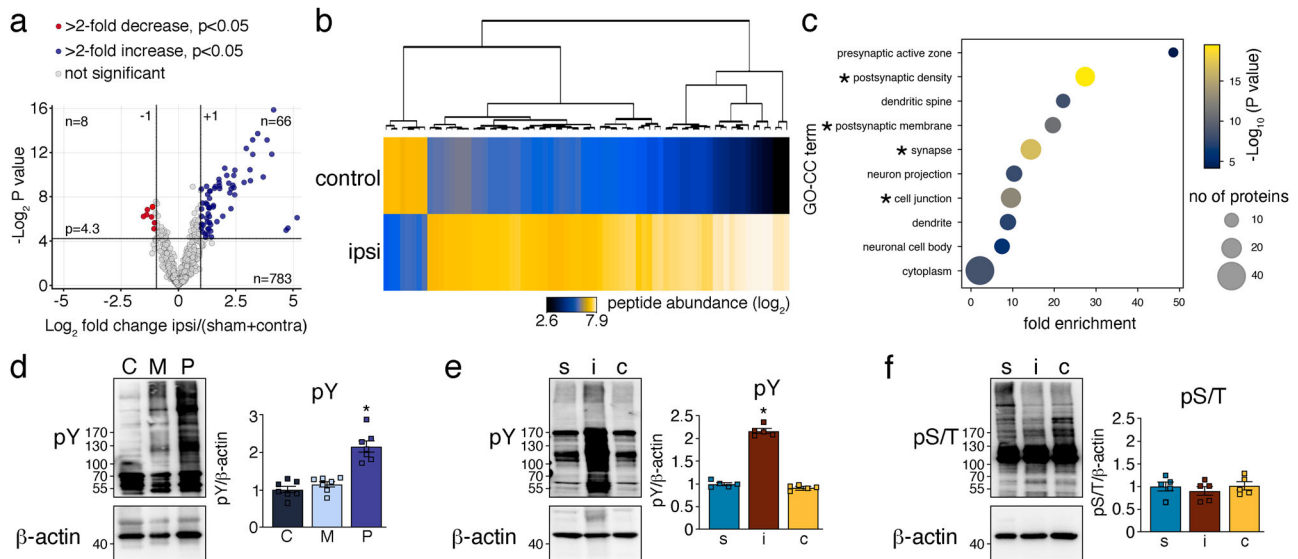 a
>2-fold decrease, p<0.05
>2-fold increase, p<0.05
not significant
-Log2 P value
16
12
8
4
0
n=8
-1
+1
n=66
p=4.3
n=783
-5
-2.5
0
2.5
5
Log2 fold change ipsi/(sham+contra)
b
control
ipsi
peptide abundance (log2)
2.6
7.9
c
GO-CC term
presynaptic active zone
* postsynaptic density
dendritic spine
* postsynaptic membrane
* synapse
neuron projection
* cell junction
dendrite
neuronal cell body
cytoplasm
0
10
20
30
40
50
fold enrichment
15
10
5
-Log10 (P value)
no of proteins
10
20
40
d
C M P
pY
170
130
100
70
55
β-actin
40
pY
pY/β-actin
3
2
1
0
*
C M P
e
s i c
pY
170
130
100
70
55
β-actin
40
pY
pY/β-actin
2.5
2
1.5
1
0.5
0
*
s i c
f
s i c
pS/T
170
130
100
70
55
β-actin
40
pS/T
pS/T/β-actin
2.5
2
1.5
1
0.5
0
s i c